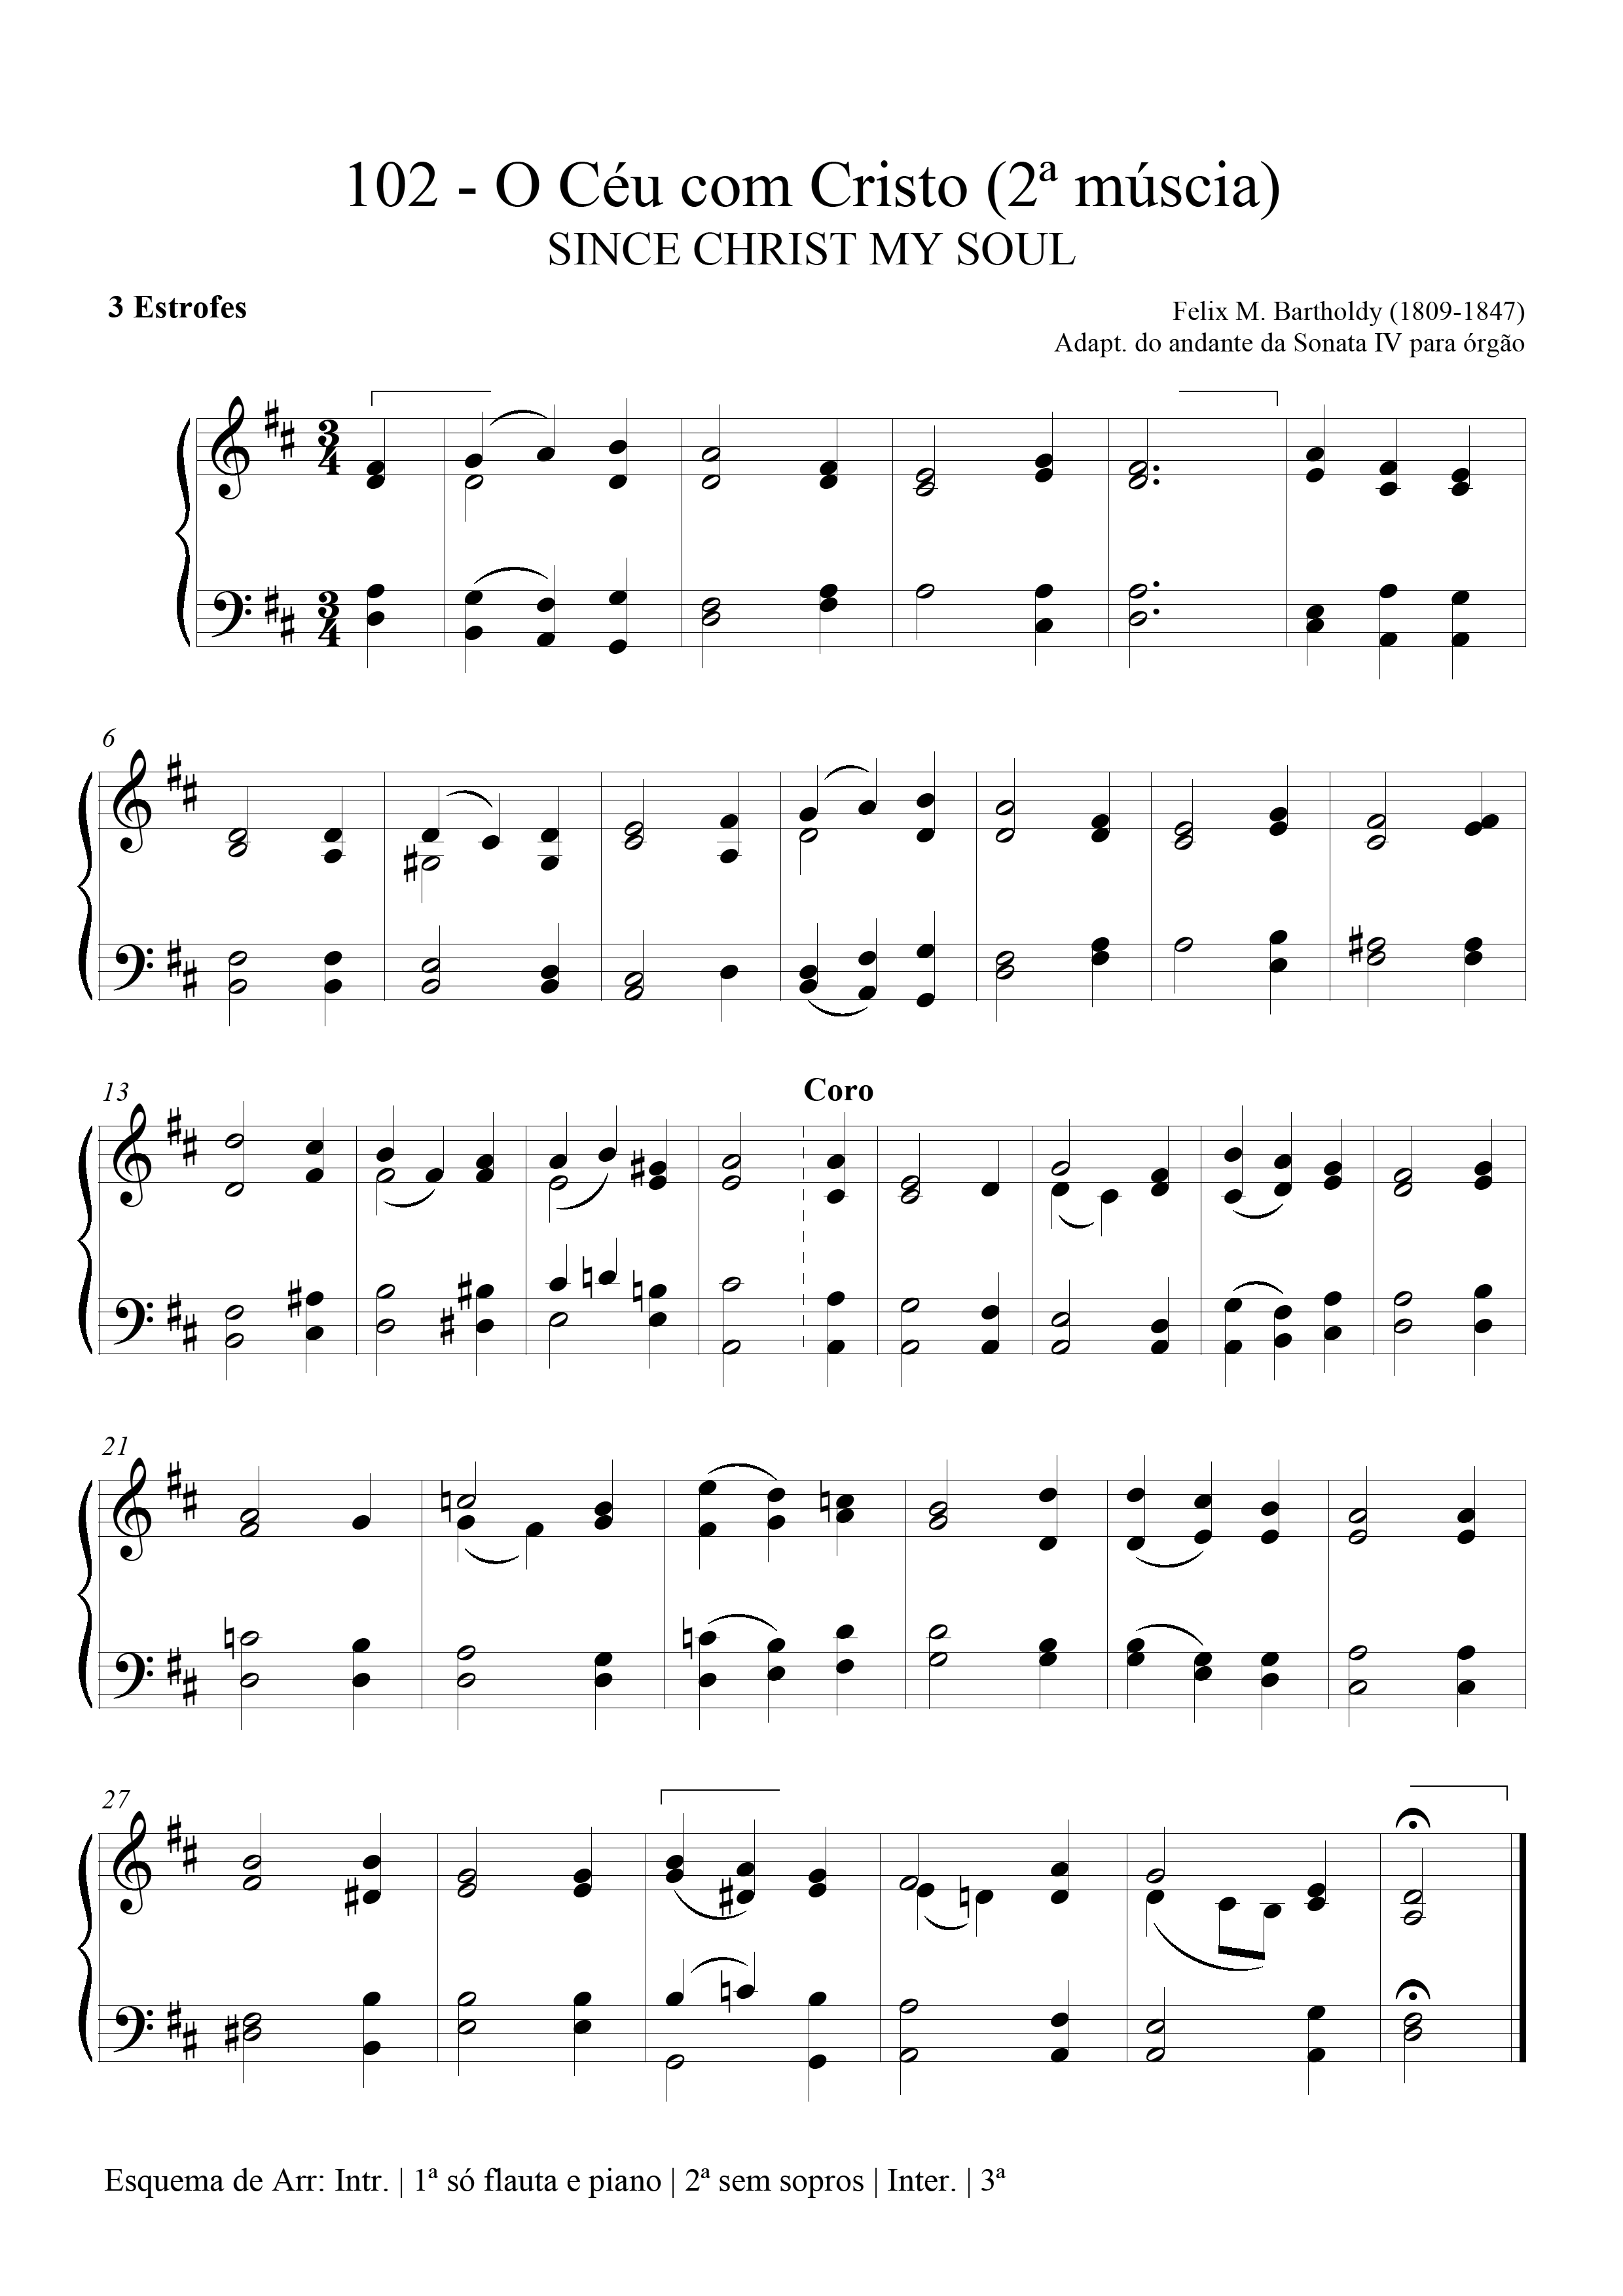 102 - O Céu com Cristo (2ª múscia)
SINCE CHRIST MY SOUL
3 Estrofes
Felix M. Bartholdy (1809-1847)
Adapt. do andante da Sonata IV para órgão
3
4
3
4
6
13
Coro
21
27
Esquema de Arr: Intr. | 1ª só flauta e piano | 2ª sem sopros | Inter. | 3ª